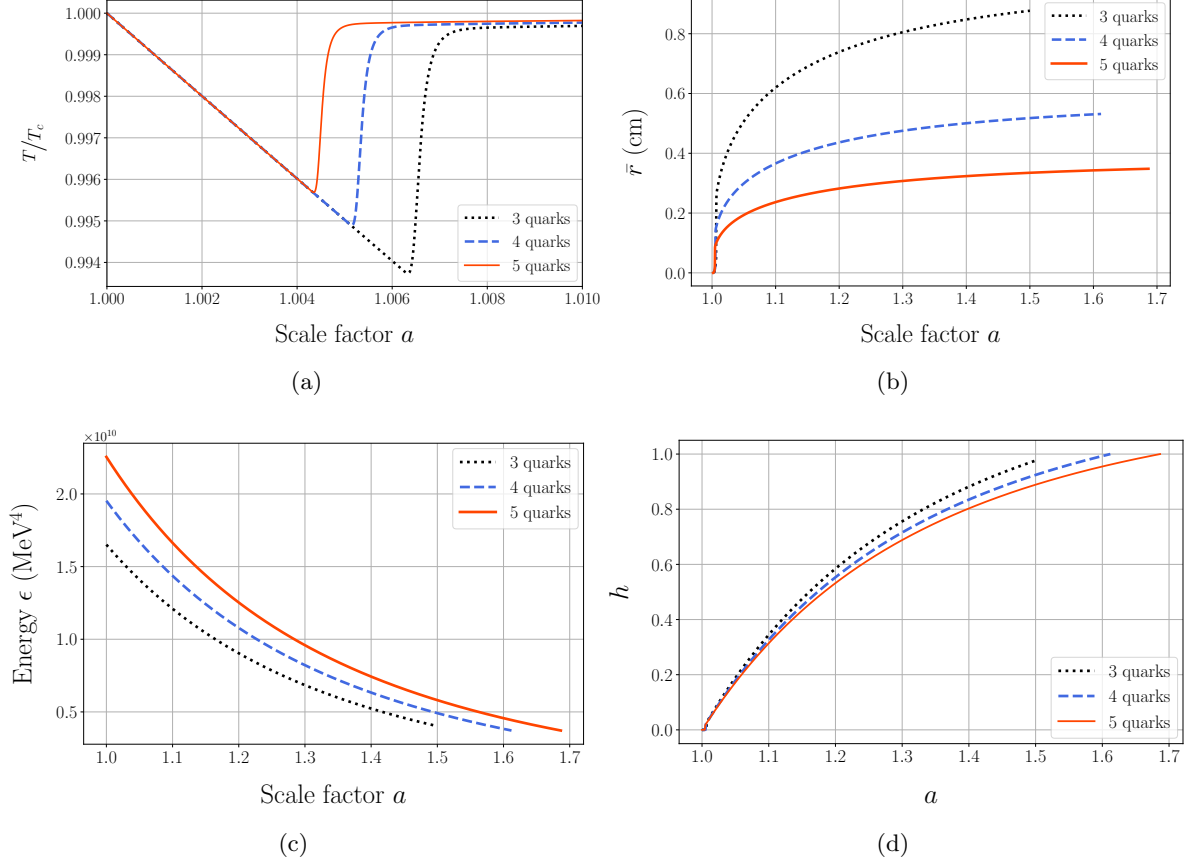 1.000
0.999
0.998
0.997
0.996
0.995
0.994
T/T_c
1.000 1.002 1.004 1.006 1.008 1.010
Scale factor a
3 quarks
4 quarks
5 quarks
(a)
0.8
0.6
0.4
0.2
0.0
r̄ (cm)
1.0 1.1 1.2 1.3 1.4 1.5 1.6 1.7
Scale factor a
3 quarks
4 quarks
5 quarks
(b)
×10¹⁰
2.0
1.5
1.0
0.5
Energy ϵ (MeV⁴)
1.0 1.1 1.2 1.3 1.4 1.5 1.6 1.7
Scale factor a
3 quarks
4 quarks
5 quarks
(c)
1.0
0.8
0.6
0.4
0.2
0.0
h
1.0 1.1 1.2 1.3 1.4 1.5 1.6 1.7
a
3 quarks
4 quarks
5 quarks
(d)